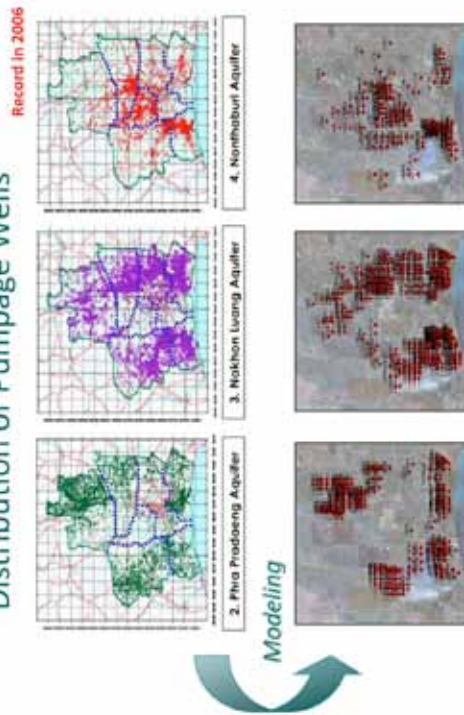 Distribution of Pumpage Wells
Record in 2006
2. Phra Pradaeng Aquifer
3. Nakhon Luang Aquifer
4. Nonthaburi Aquifer
Modeling